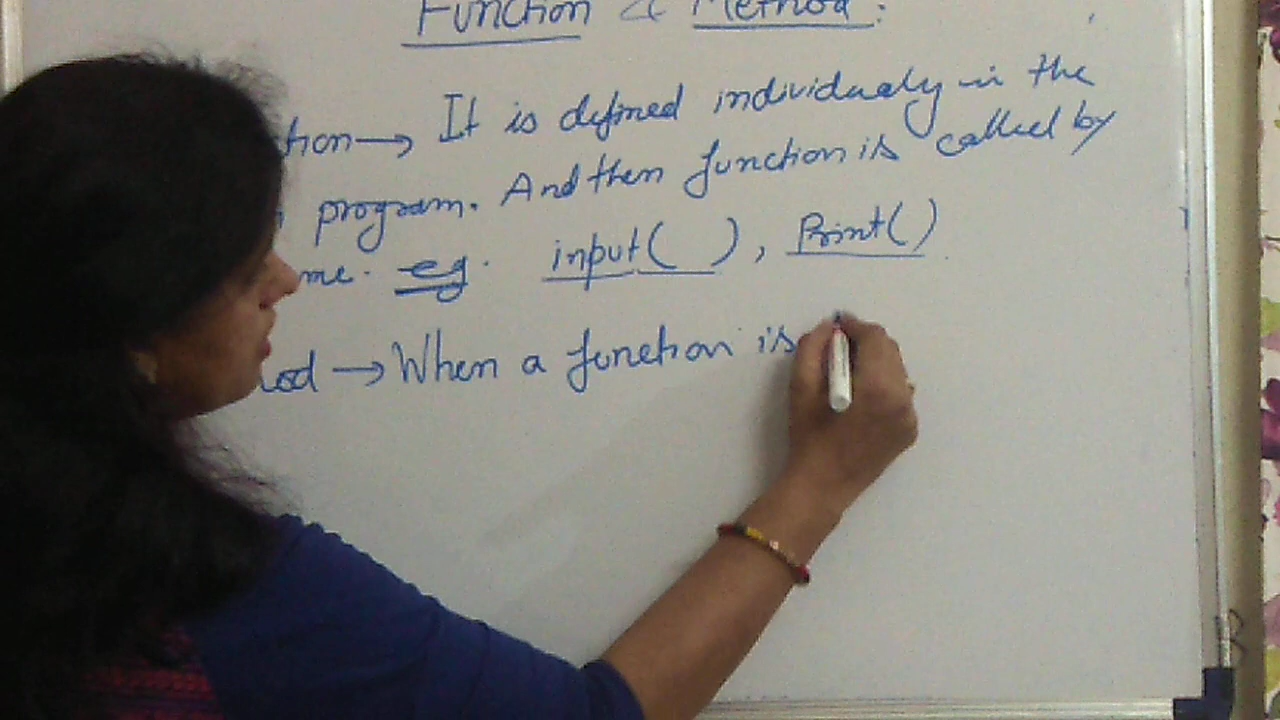 Function & Method:
tion → It is defined individually in the
program. And then function is called by
me. eg. input( ), Print()
od → When a function is